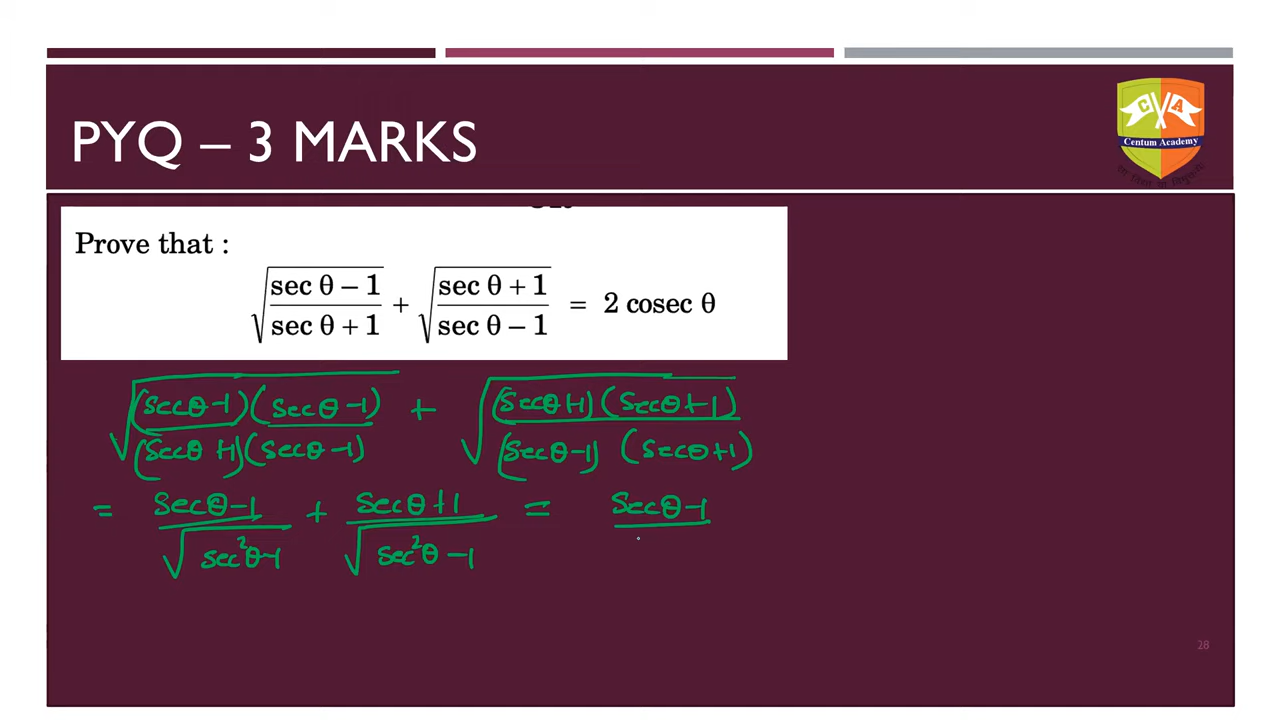 PYQ – 3 MARKS
C A
Centum Academy
Prove that :
√((sec θ – 1)/(sec θ + 1)) + √((sec θ + 1)/(sec θ – 1)) = 2 cosec θ
√(((secθ-1)(secθ-1))/((secθ+1)(secθ-1))) + √(((secθ+1)(secθ+1))/((secθ-1)(secθ+1)))
= (secθ-1)/√(sec²θ-1) + (secθ+1)/√(sec²θ-1) = secθ-1
28